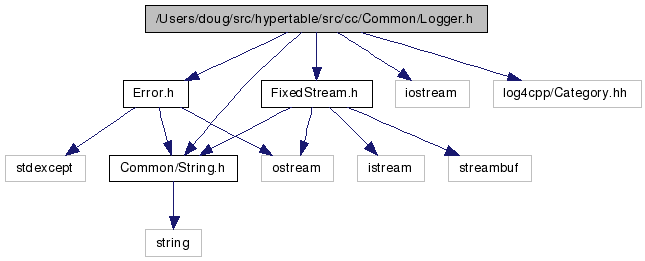 /Users/doug/src/hypertable/src/cc/Common/Logger.h
Error.h
FixedStream.h
iostream
log4cpp/Category.hh
stdexcept
Common/String.h
ostream
istream
streambuf
string